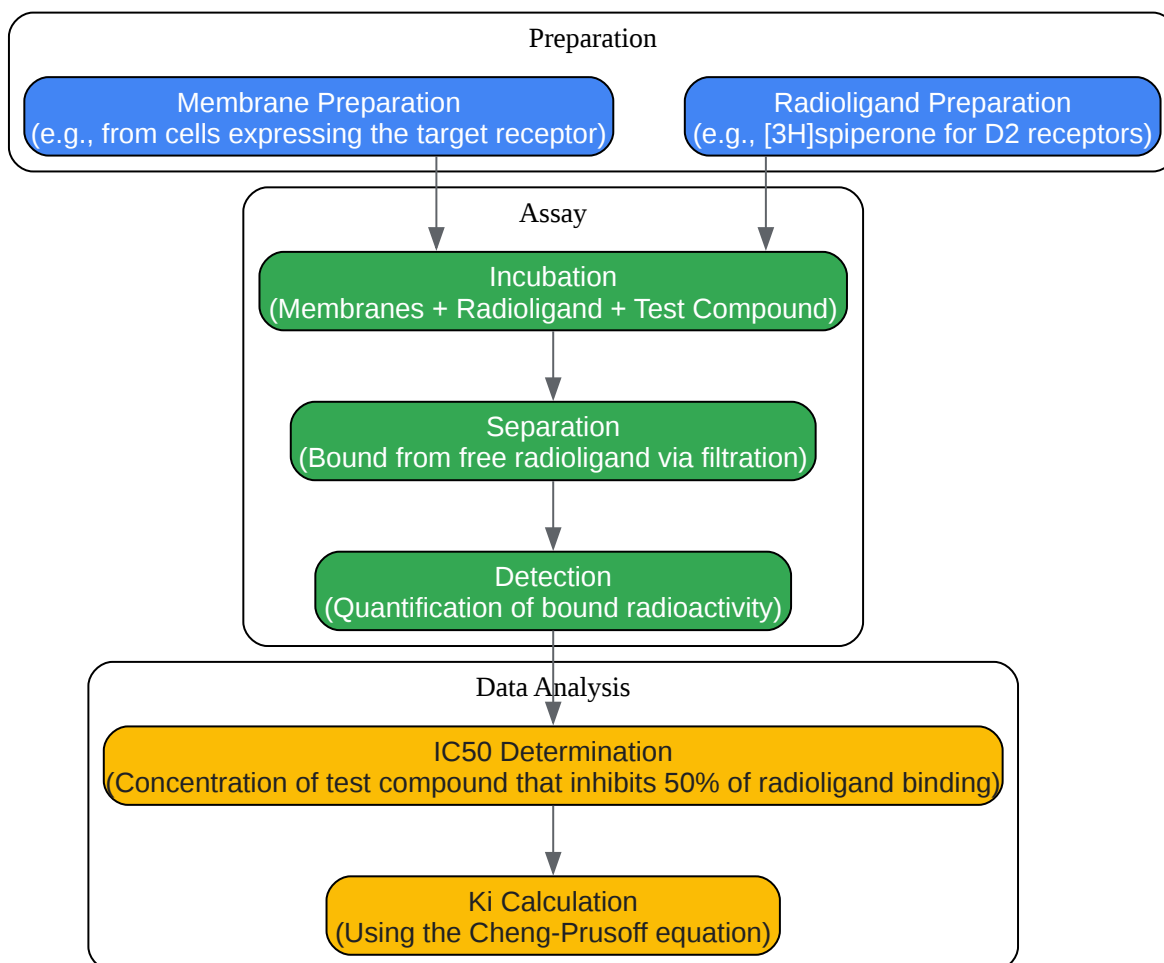 Preparation
Membrane Preparation
(e.g., from cells expressing the target receptor)
Radioligand Preparation
(e.g., [3H]spiperone for D2 receptors)
Assay
Incubation
(Membranes + Radioligand + Test Compound)
Separation
(Bound from free radioligand via filtration)
Detection
(Quantification of bound radioactivity)
Data Analysis
IC50 Determination
(Concentration of test compound that inhibits 50% of radioligand binding)
Ki Calculation
(Using the Cheng-Prusoff equation)